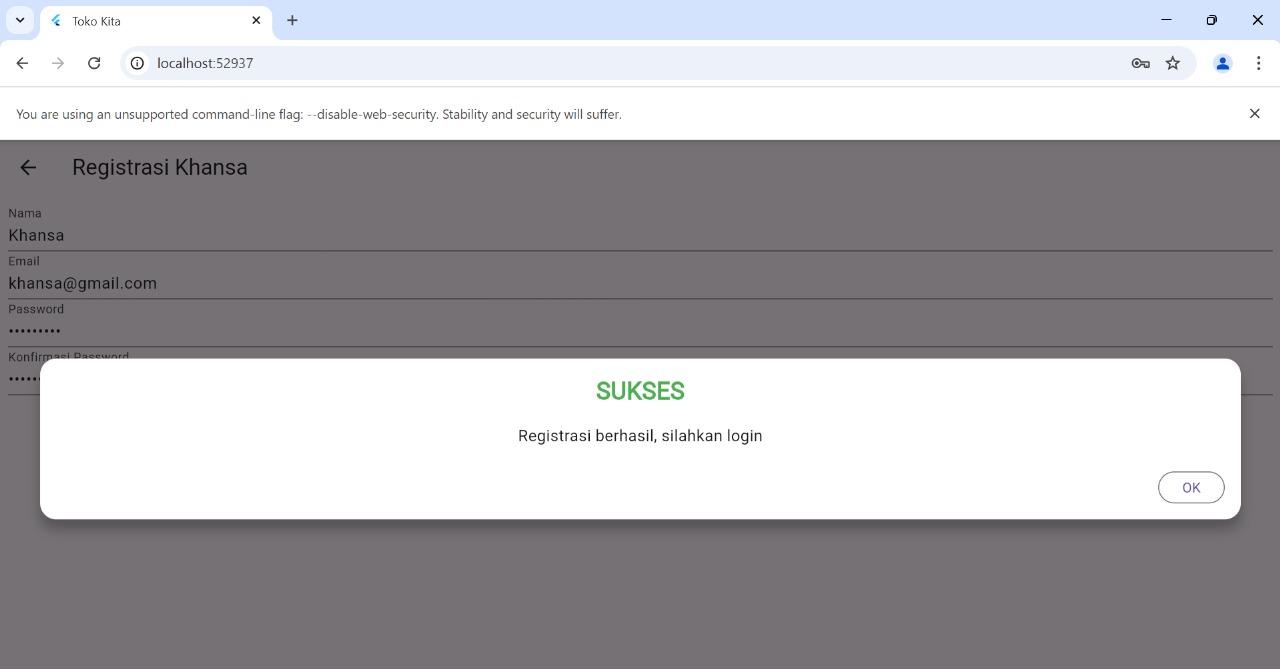 Toko Kita
localhost:52937
You are using an unsupported command-line flag: --disable-web-security. Stability and security will suffer.
Registrasi Khansa
Nama
Khansa
Email
khansa@gmail.com
Password
•••••••••
Konfirmasi Password
SUKSES
Registrasi berhasil, silahkan login
OK